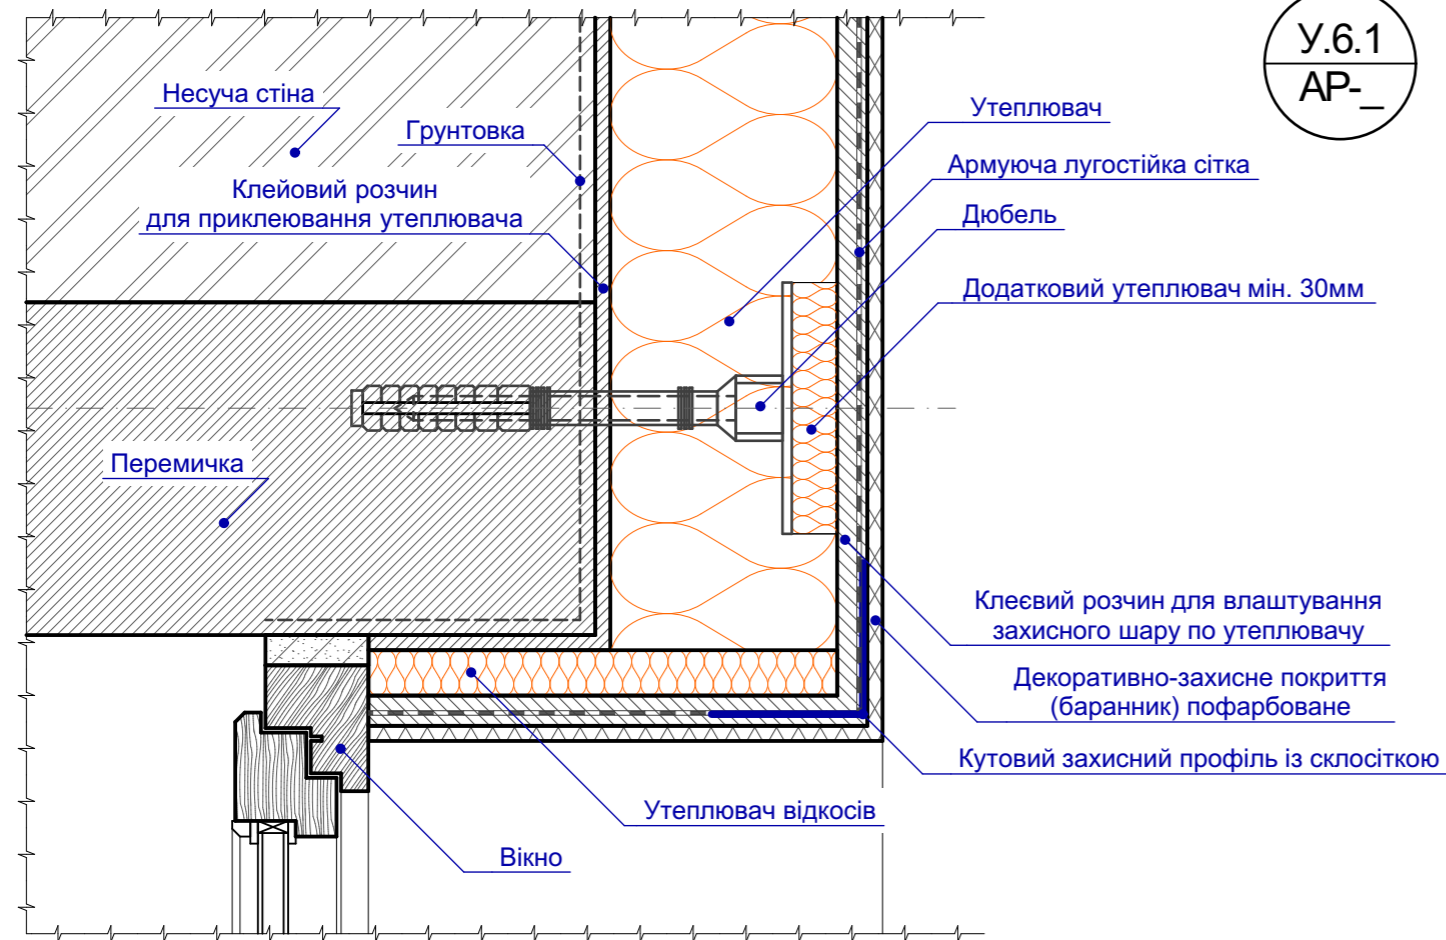 У.6.1
АР-_
Несуча стіна
Грунтовка
Клейовий розчин
для приклеювання утеплювача
Перемичка
Утеплювач
Армуюча лугостійка сітка
Дюбель
Додатковий утеплювач мін. 30мм
Клеєвий розчин для влаштування
захисного шару по утеплювачу
Декоративно-захисне покриття
(баранник) пофарбоване
Кутовий захисний профіль із склосіткою
Утеплювач відкосів
Вікно